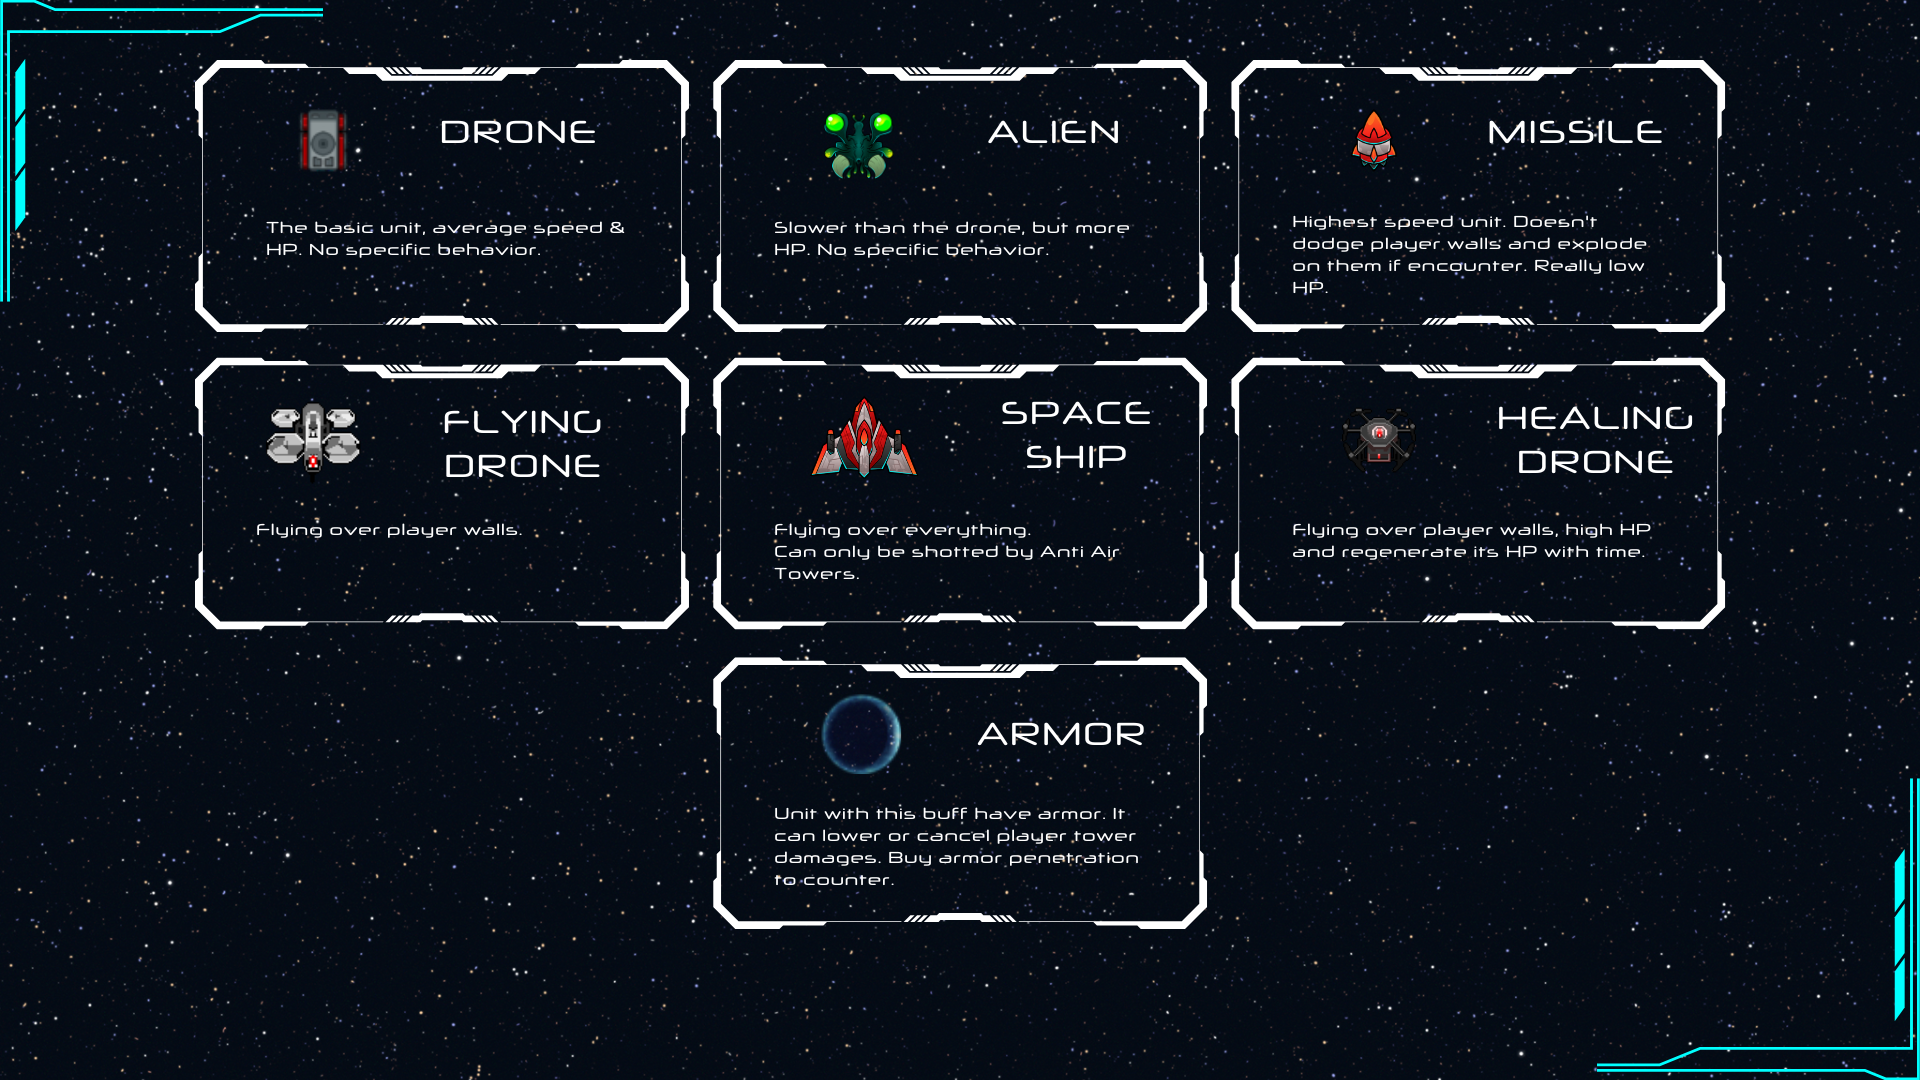 DRONE
The basic unit, average speed &
HP. No specific behavior.
ALIEN
Slower than the drone, but more
HP. No specific behavior.
MISSILE
Highest speed unit. Doesn't
dodge player walls and explode
on them if encounter. Really low
HP.
FLYING
DRONE
Flying over player walls.
SPACE
SHIP
Flying over everything.
Can only be shotted by Anti Air
Towers.
HEALING
DRONE
Flying over player walls, high HP
and regenerate its HP with time.
ARMOR
Unit with this buff have armor. It
can lower or cancel player tower
damages. Buy armor penetration
to counter.